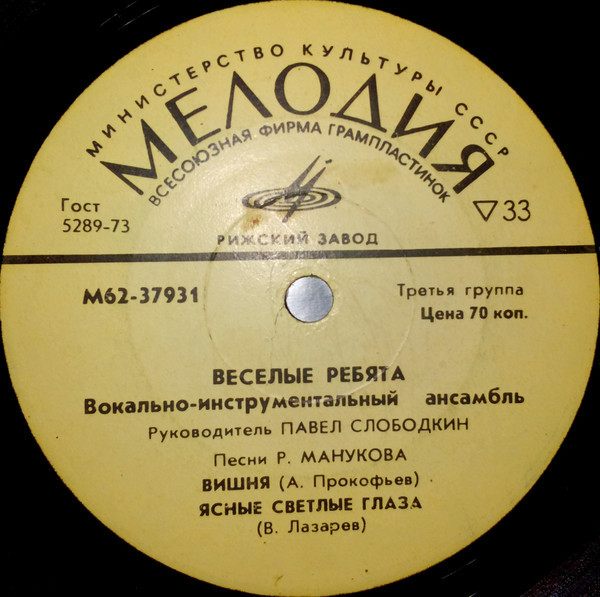 МИНИСТЕРСТВО КУЛЬТУРЫ СССР
МЕЛОДИЯ
ВСЕСОЮЗНАЯ ФИРМА ГРАМПЛАСТИНОК
Гост
5289-73
▽33
РИЖСКИЙ ЗАВОД
М62-37931
Третья группа
Цена 70 коп.
ВЕСЕЛЫЕ РЕБЯТА
Вокально-инструментальный ансамбль
Руководитель ПАВЕЛ СЛОБОДКИН
Песни Р. МАНУКОВА
ВИШНЯ (А. Прокофьев)
ЯСНЫЕ СВЕТЛЫЕ ГЛАЗА
(В. Лазарев)